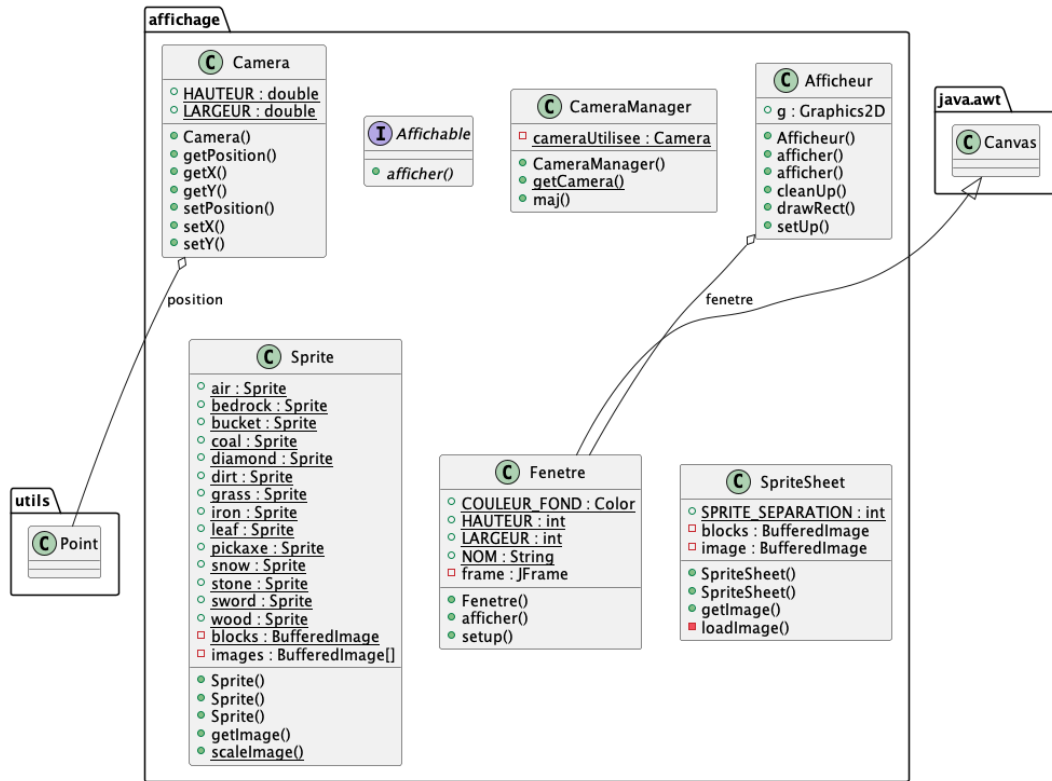 affichage
C Camera
HAUTEUR : double
LARGEUR : double
Camera()
getPosition()
getX()
getY()
setPosition()
setX()
setY()
I Affichable
afficher()
C CameraManager
cameraUtilisee : Camera
CameraManager()
getCamera()
maj()
C Afficheur
g : Graphics2D
Afficheur()
afficher()
afficher()
cleanUp()
drawRect()
setUp()
java.awt
C Canvas
position
fenetre
C Sprite
air : Sprite
bedrock : Sprite
bucket : Sprite
coal : Sprite
diamond : Sprite
dirt : Sprite
grass : Sprite
iron : Sprite
leaf : Sprite
pickaxe : Sprite
snow : Sprite
stone : Sprite
sword : Sprite
wood : Sprite
blocks : BufferedImage
images : BufferedImage[]
Sprite()
Sprite()
Sprite()
getImage()
scaleImage()
C Fenetre
COULEUR_FOND : Color
HAUTEUR : int
LARGEUR : int
NOM : String
frame : JFrame
Fenetre()
afficher()
setup()
C SpriteSheet
SPRITE_SEPARATION : int
blocks : BufferedImage
image : BufferedImage
SpriteSheet()
SpriteSheet()
getImage()
loadImage()
utils
C Point